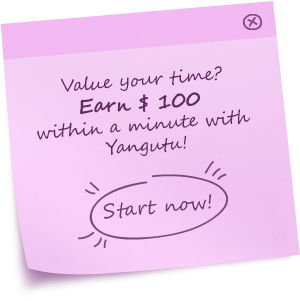 Value your time?
Earn $ 100
within a minute with
Yangutu!
Start now!